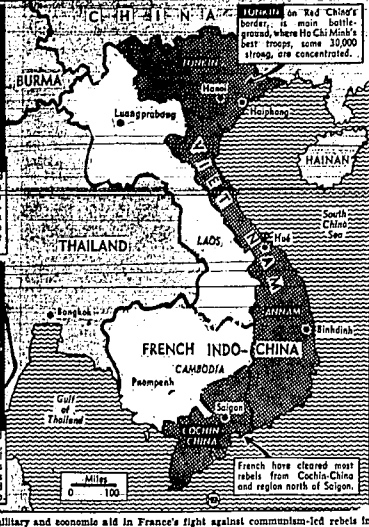 CHINA
TONKIN on Red China's
border, is main battle-
ground, where Ho Chi Minh's
best troops, some 30,000
strong, are concentrated.
BURMA
TONKIN
Hanoi
Haiphong
Luangprabang
HAINAN
VIET NAM
South
China
Sea
LAOS
Hué
THAILAND
ANNAM
Bangkok
Binhdinh
FRENCH INDO-CHINA
CAMBODIA
Pnompenh
Gulf
of
Thailand
Saigon
COCHIN-
CHINA
French have cleared most
rebels from Cochin-China
and region north of Saigon.
Miles
0 100
military and economic aid in France's fight against communism-led rebels in